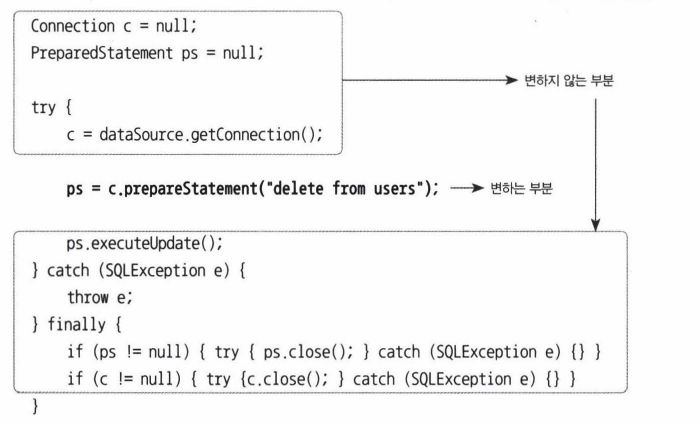 Connection c = null;
PreparedStatement ps = null;
try {
c = dataSource.getConnection();
변하지 않는 부분
ps = c.prepareStatement("delete from users");
변하는 부분
ps.executeUpdate();
} catch (SQLException e) {
throw e;
} finally {
if (ps != null) { try { ps.close(); } catch (SQLException e) {} }
if (c != null) { try {c.close(); } catch (SQLException e) {} }
}